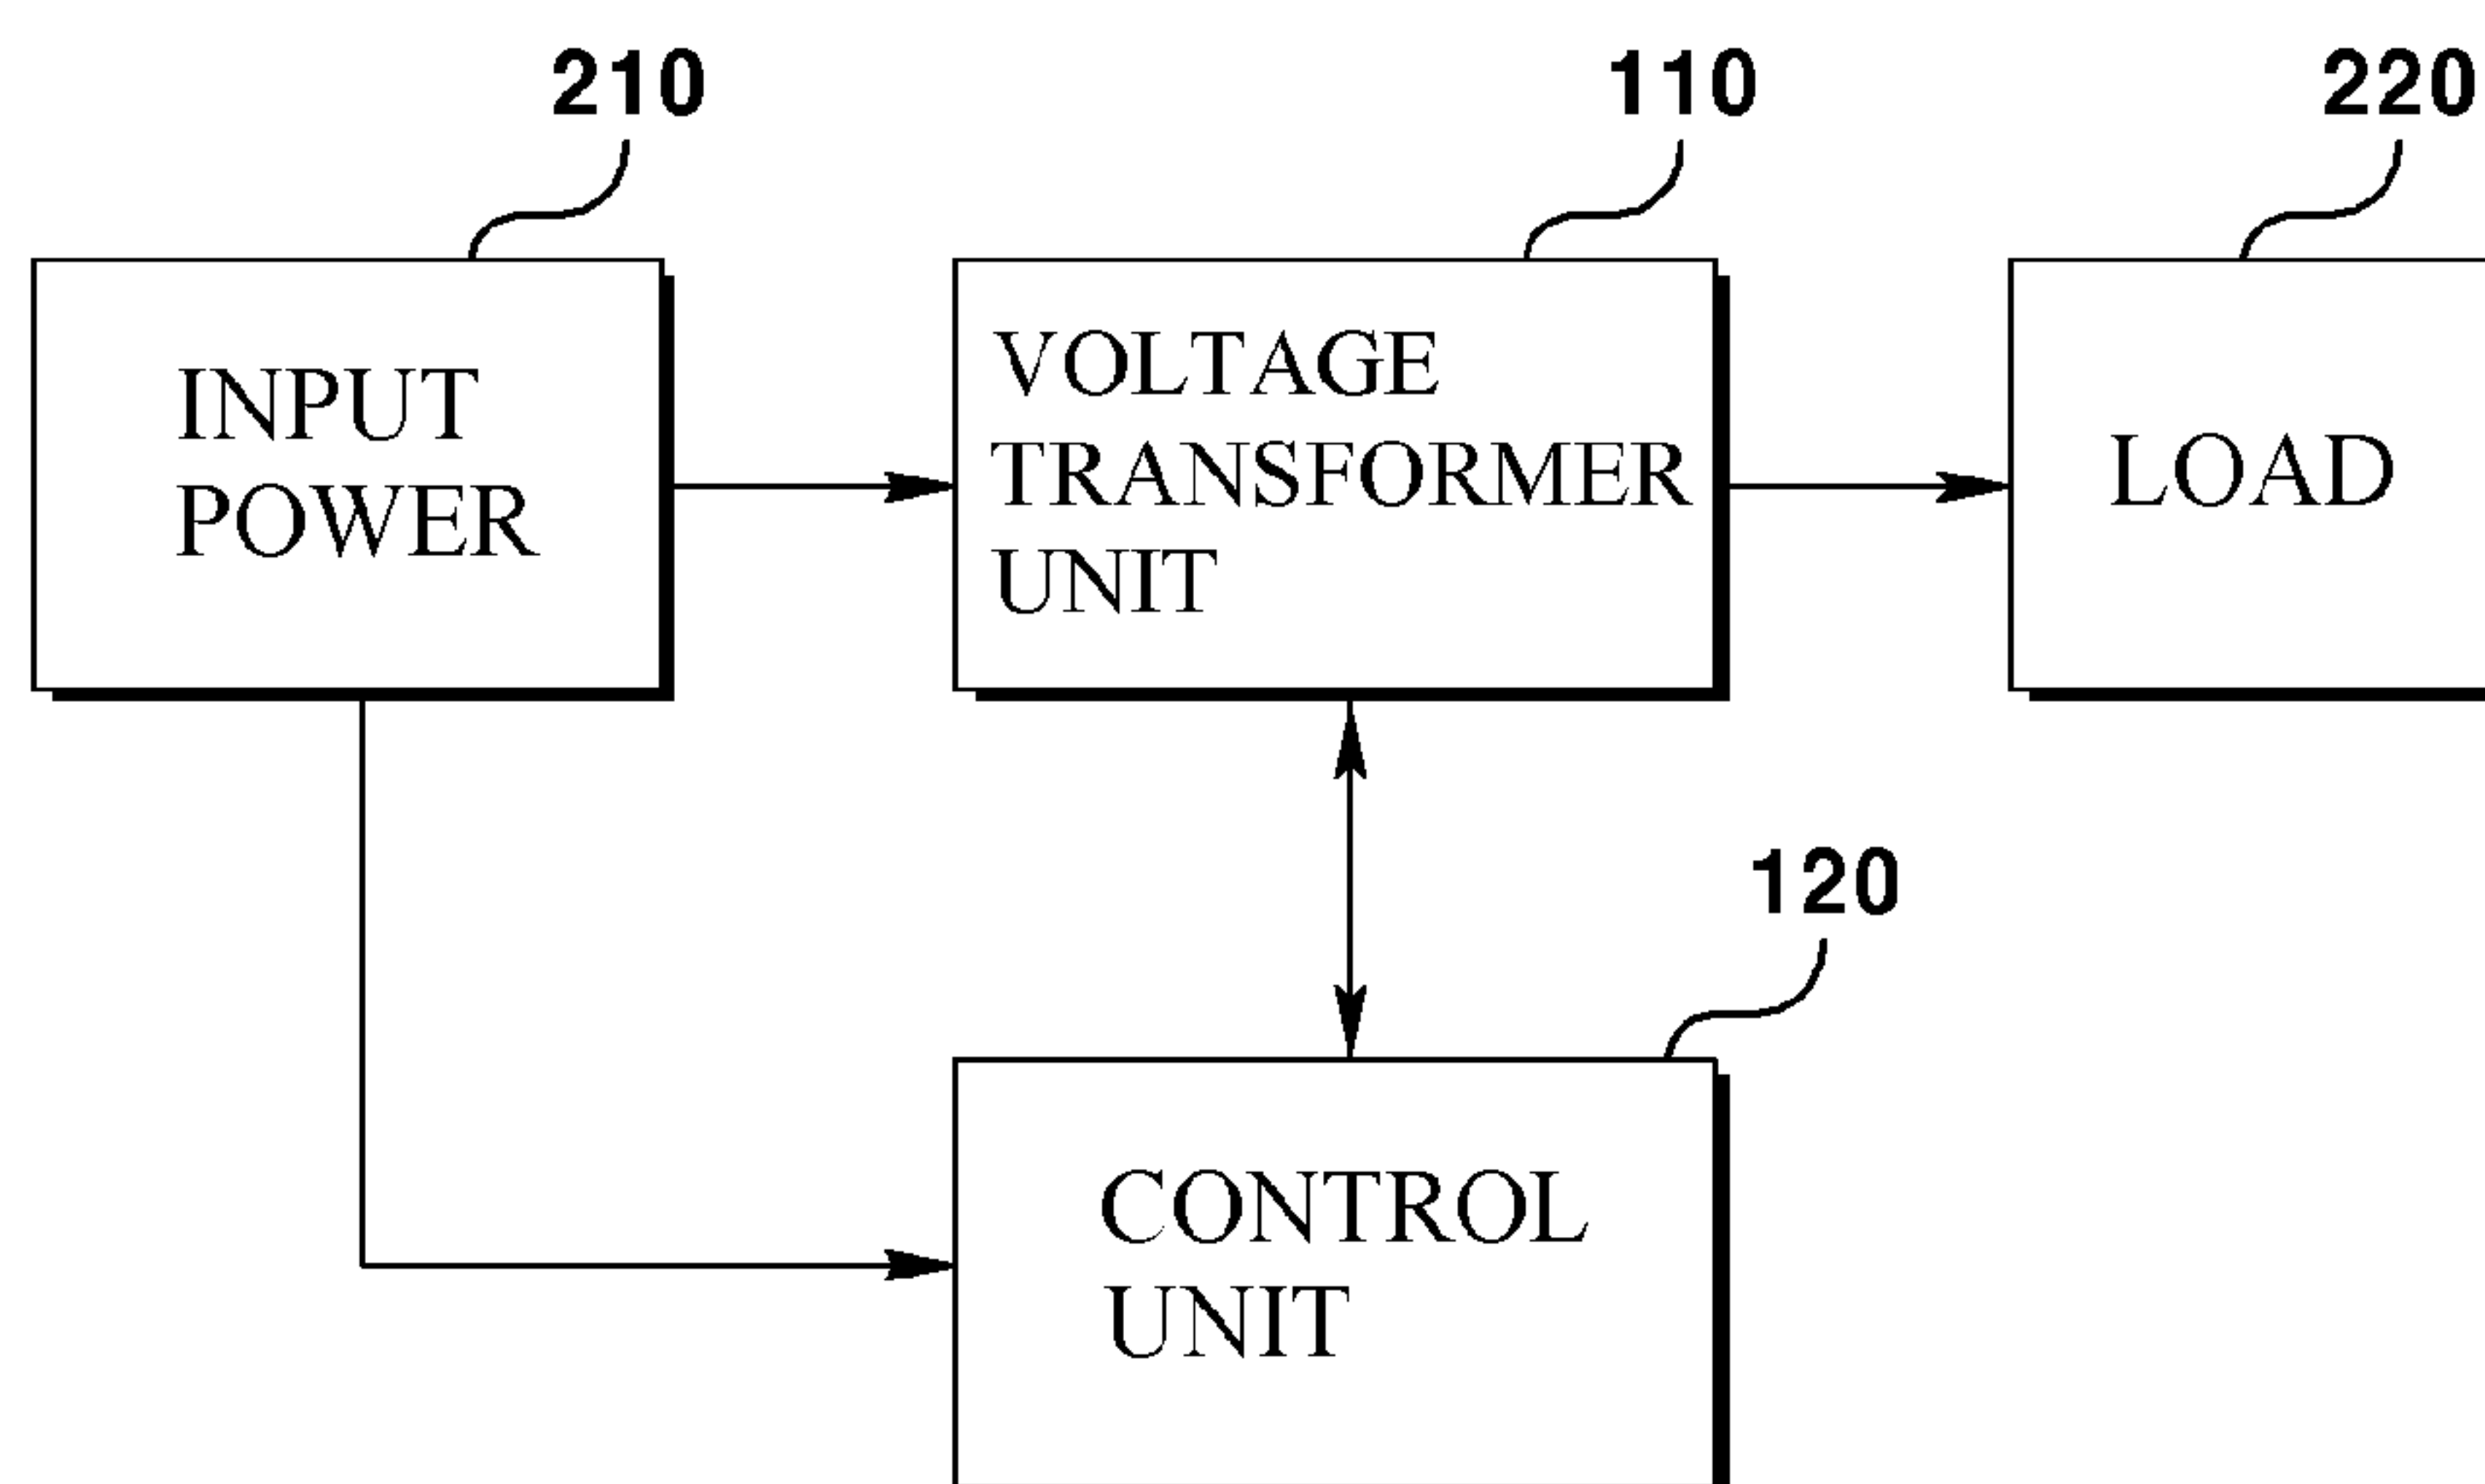 210
110
220
INPUT
POWER
VOLTAGE
TRANSFORMER
UNIT
LOAD
120
CONTROL
UNIT